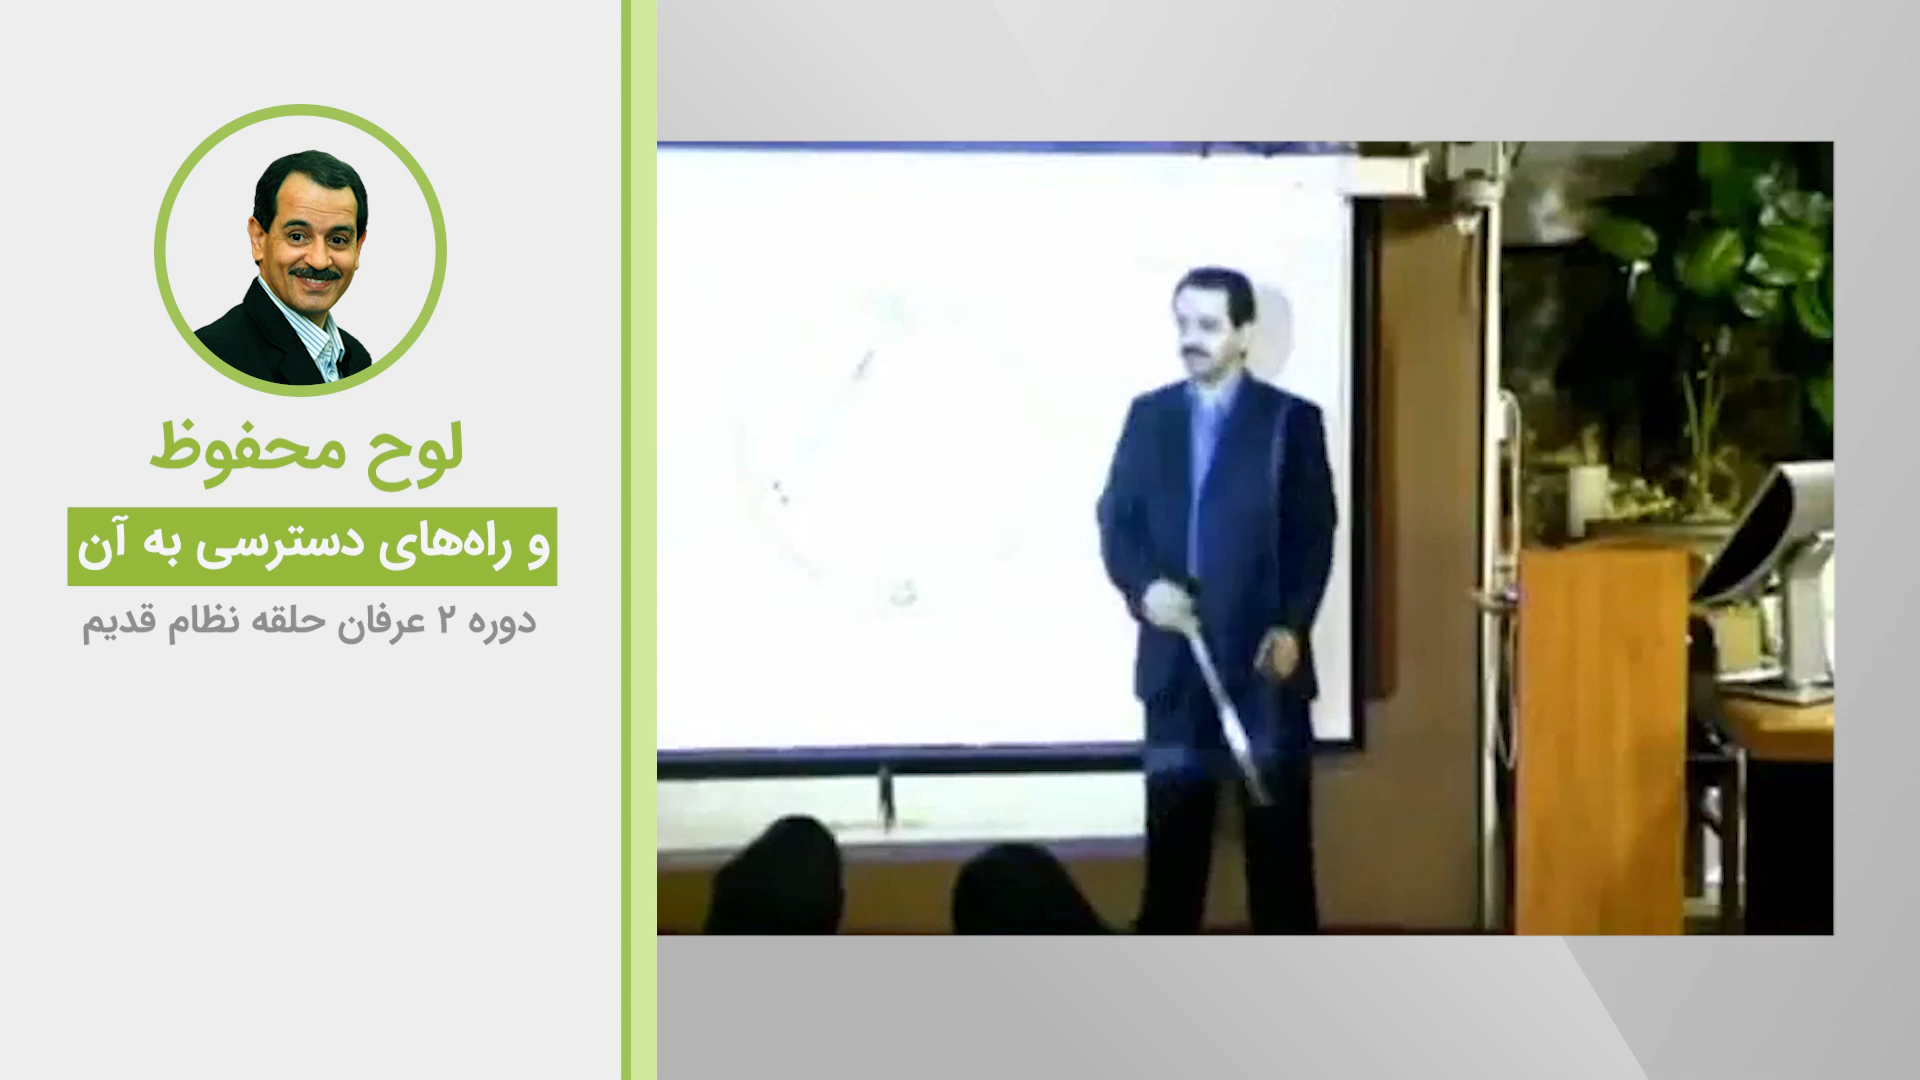 لوح محفوظ
و راه‌های دسترسی به آن
دوره ۲ عرفان حلقه نظام قدیم